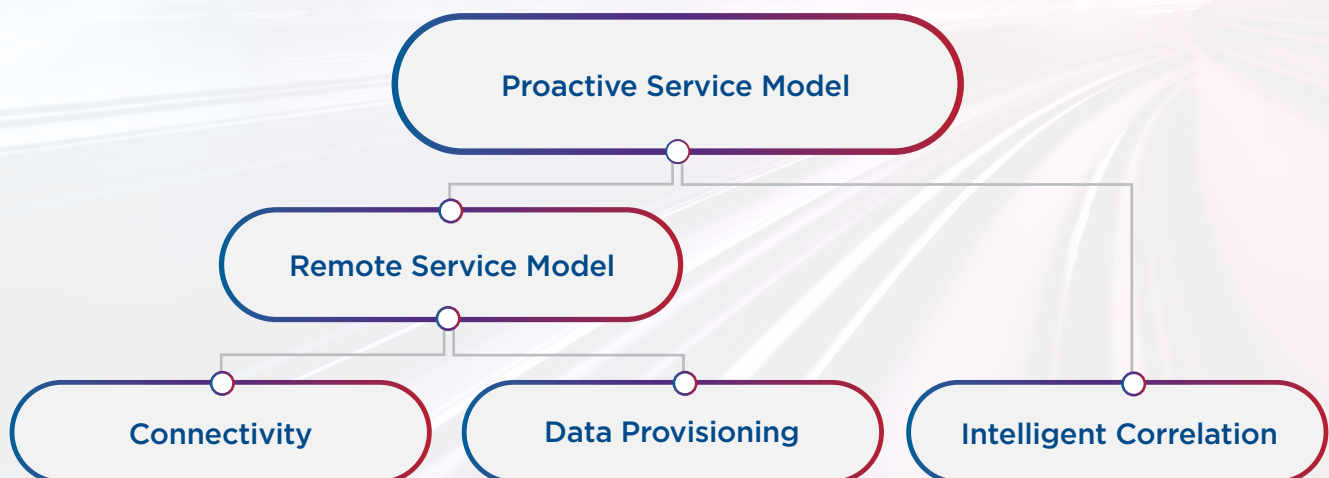 Proactive Service Model
Remote Service Model
Connectivity
Data Provisioning
Intelligent Correlation